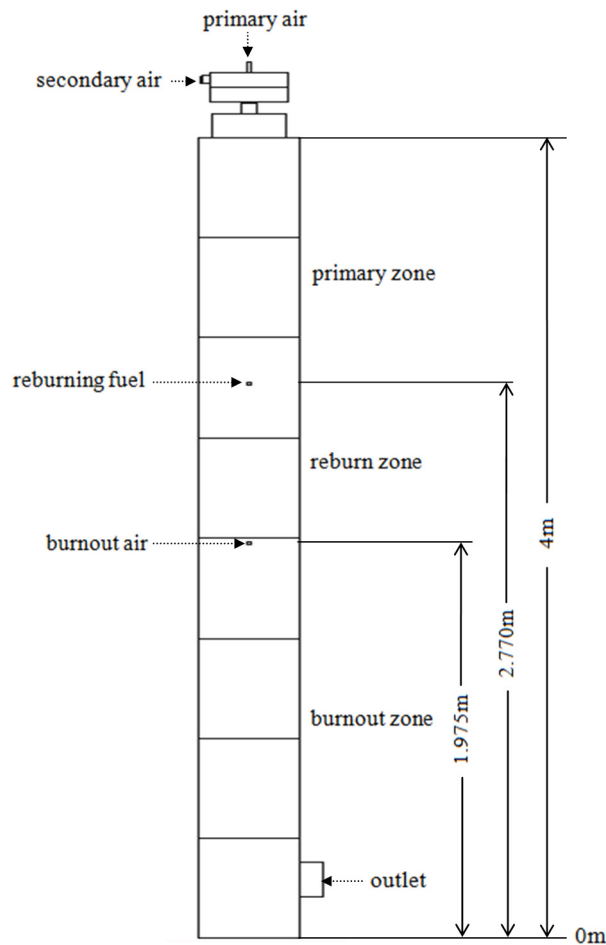 primary air
secondary air
primary zone
reburning fuel
reburn zone
4m
burnout air
2.770m
1.975m
burnout zone
outlet
0m